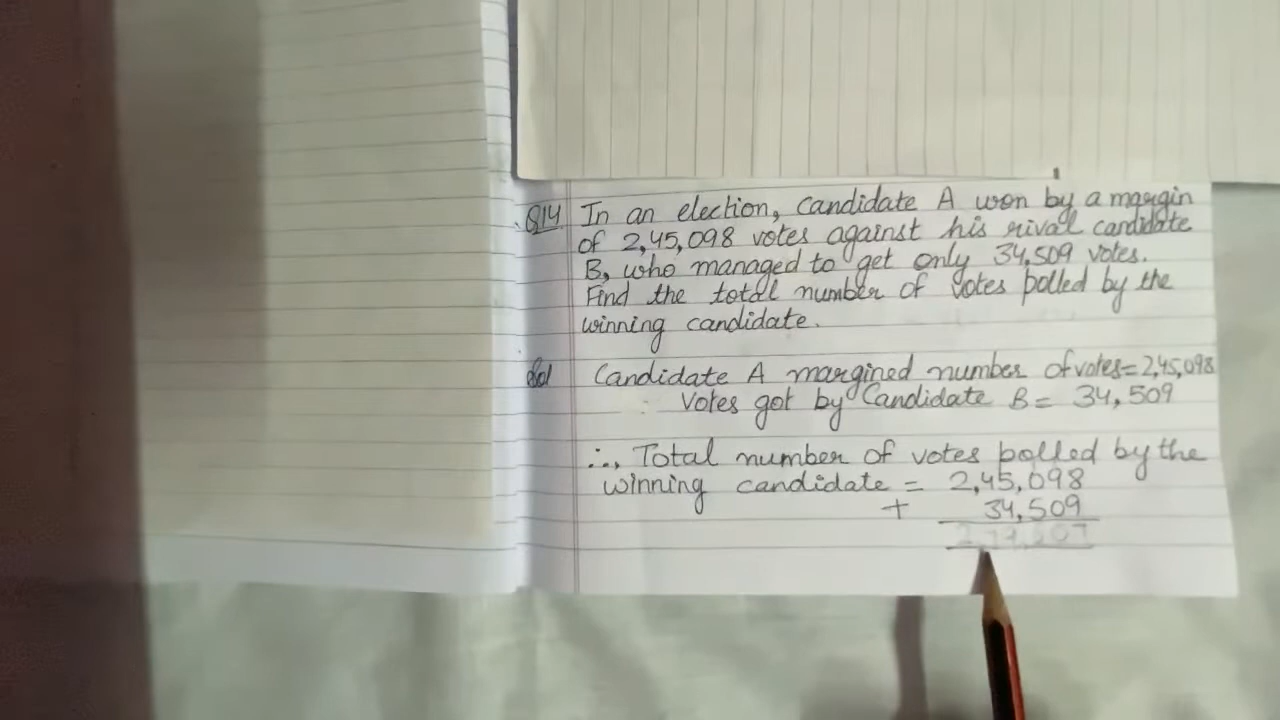 Q14 In an election, candidate A won by a margin
of 2,45,098 votes against his rival candidate
B, who managed to get only 34,509 votes.
Find the total number of votes polled by the
winning candidate.
Sol Candidate A margined number of votes = 2,45,098
Votes got by Candidate B = 34,509
∴, Total number of votes polled by the
winning candidate = 2,45,098
+ 34,509